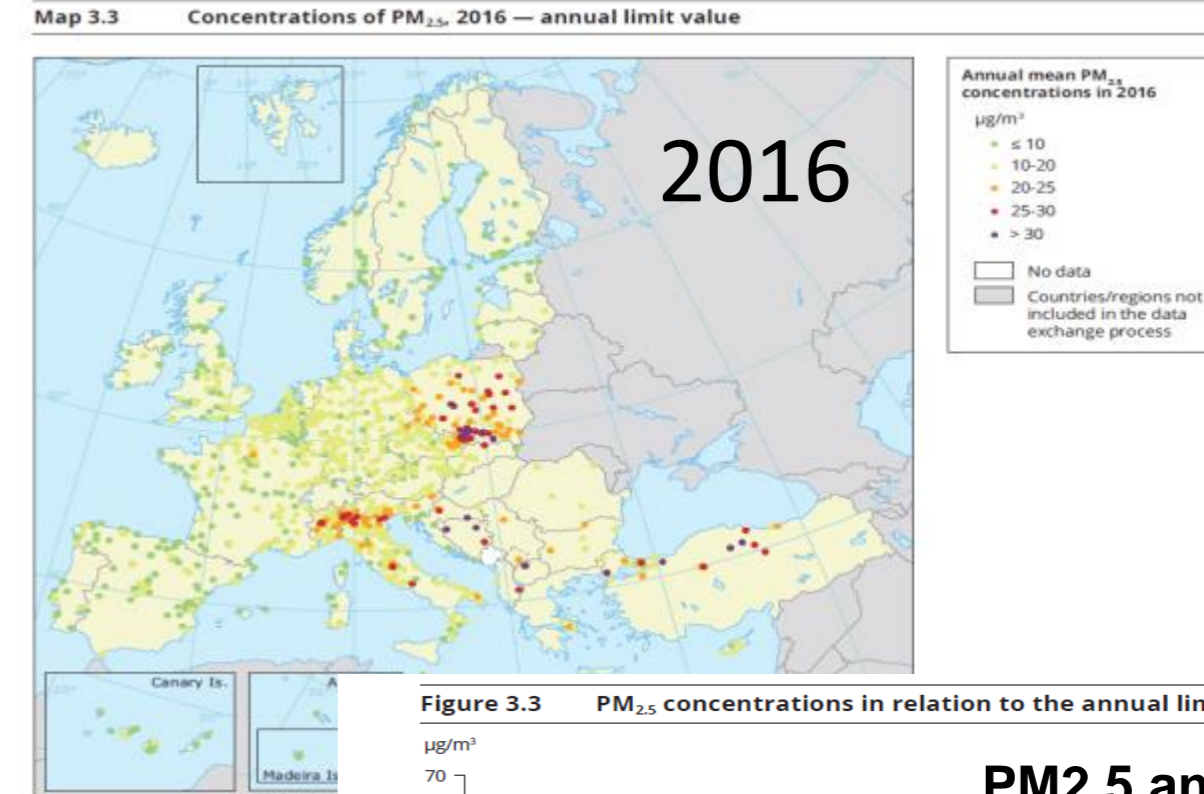 Map 3.3 Concentrations of PM2.5, 2016 — annual limit value
2016
Annual mean PM2.5
concentrations in 2016
µg/m³
≤ 10
10-20
20-25
25-30
> 30
No data
Countries/regions not
included in the data
exchange process
Canary Is.
A
Madeira Is
Figure 3.3 PM2.5 concentrations in relation to the annual lin
µg/m³
70
PM2.5 an